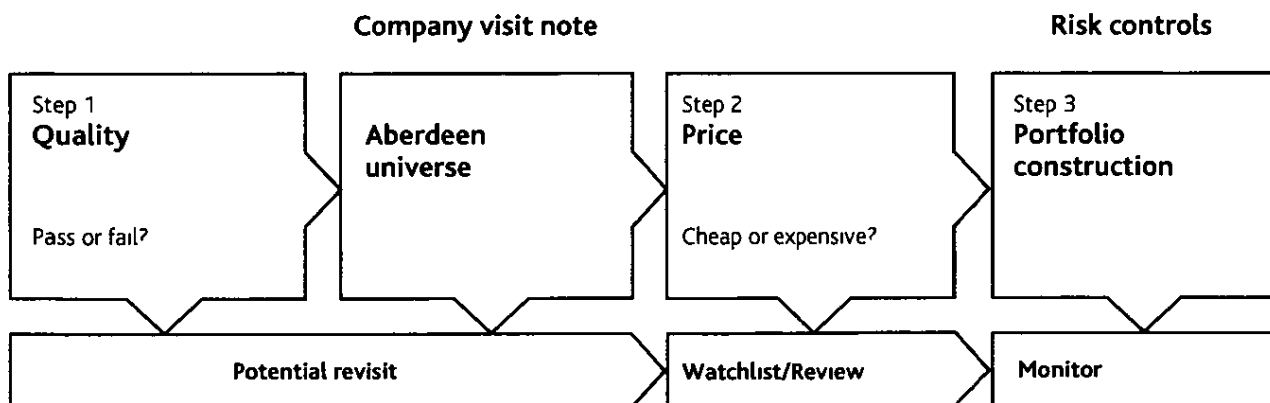 Company visit note
Risk controls
Step 1
Quality
Pass or fail?
Aberdeen
universe
Step 2
Price
Cheap or expensive?
Step 3
Portfolio
construction
Potential revisit
Watchlist/Review
Monitor